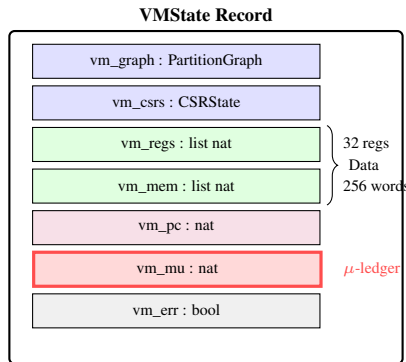 VMState Record
vm_graph : PartitionGraph
vm_csrs : CSRState
vm_regs : list nat
32 regs
Data
vm_mem : list nat
256 words
vm_pc : nat
vm_mu : nat
μ-ledger
vm_err : bool